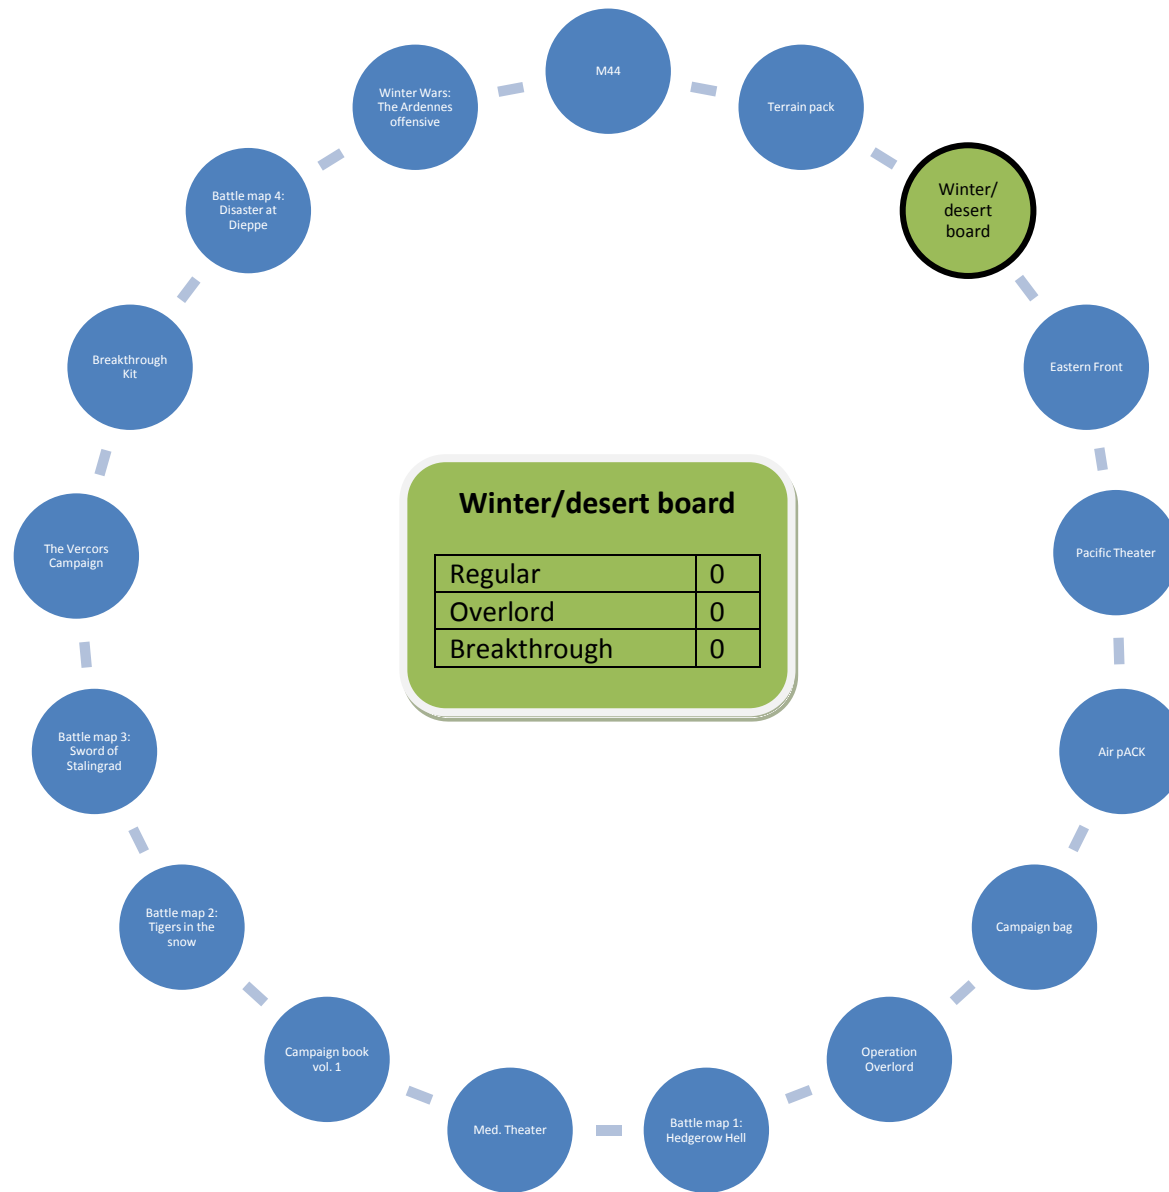 M44
Terrain pack
Winter/
desert
board
Eastern Front
Pacific Theater
Air pACK
Campaign bag
Operation
Overlord
Battle map 1:
Hedgerow Hell
Med. Theater
Campaign book
vol. 1
Battle map 2:
Tigers in the
snow
Battle map 3:
Sword of
Stalingrad
The Vercors
Campaign
Breakthrough
Kit
Battle map 4:
Disaster at
Dieppe
Winter Wars:
The Ardennes
offensive
Winter/desert board
Regular 0
Overlord 0
Breakthrough 0